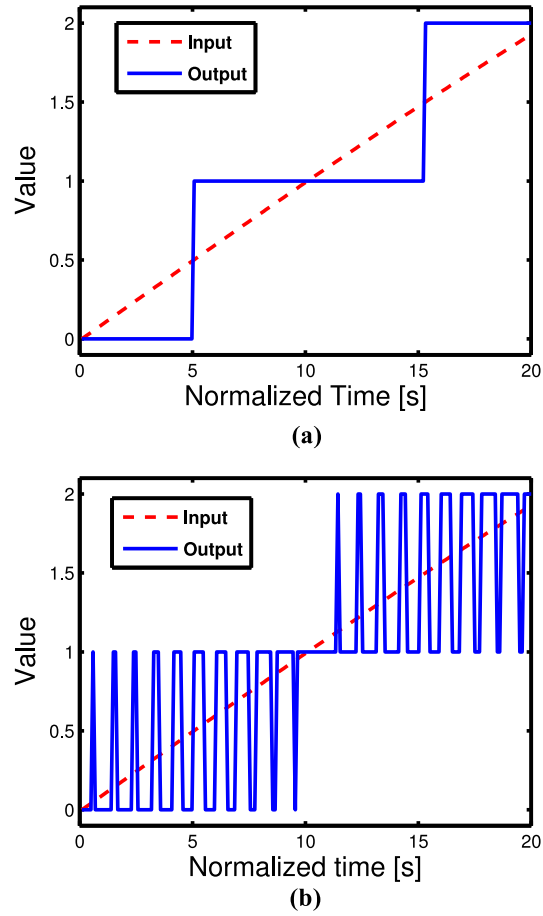 2
1.5
1
0.5
0
Value
Input
Output
0 5 10 15 20
Normalized Time [s]
(a)
2
1.5
1
0.5
0
Value
Input
Output
0 5 10 15 20
Normalized time [s]
(b)